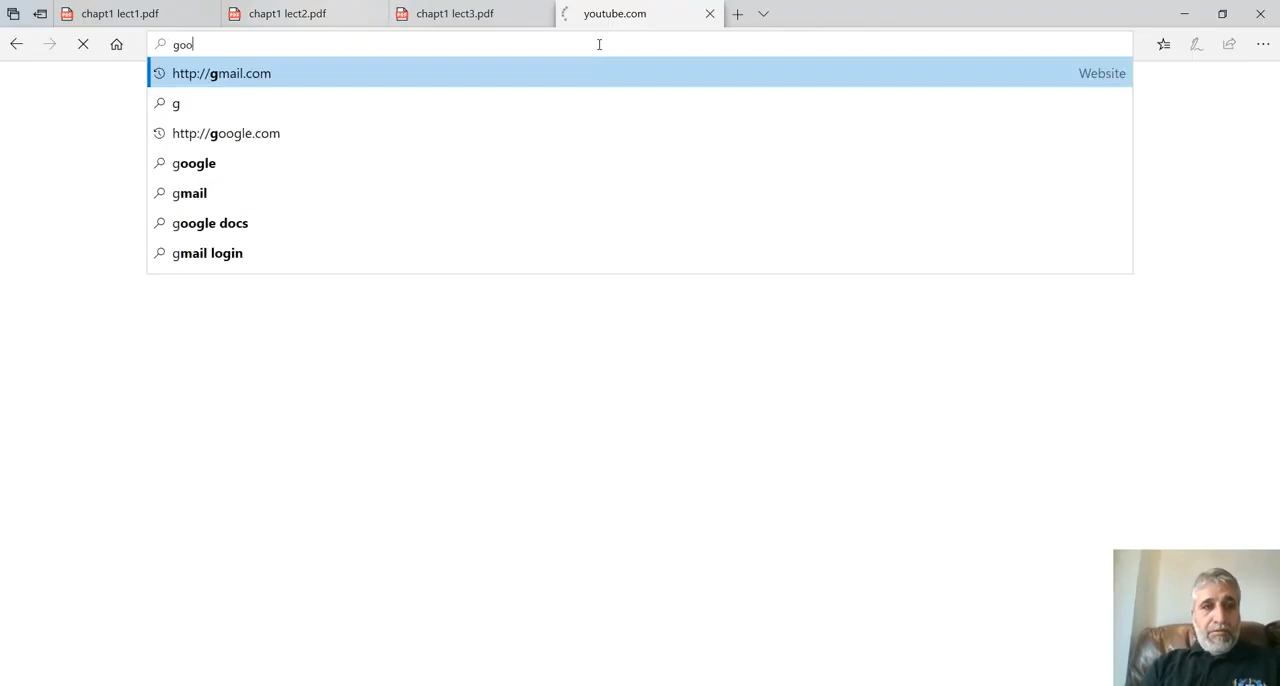 chapt1 lect1.pdf
chapt1 lect2.pdf
chapt1 lect3.pdf
youtube.com
goo
http://gmail.com
Website
g
http://google.com
google
gmail
google docs
gmail login